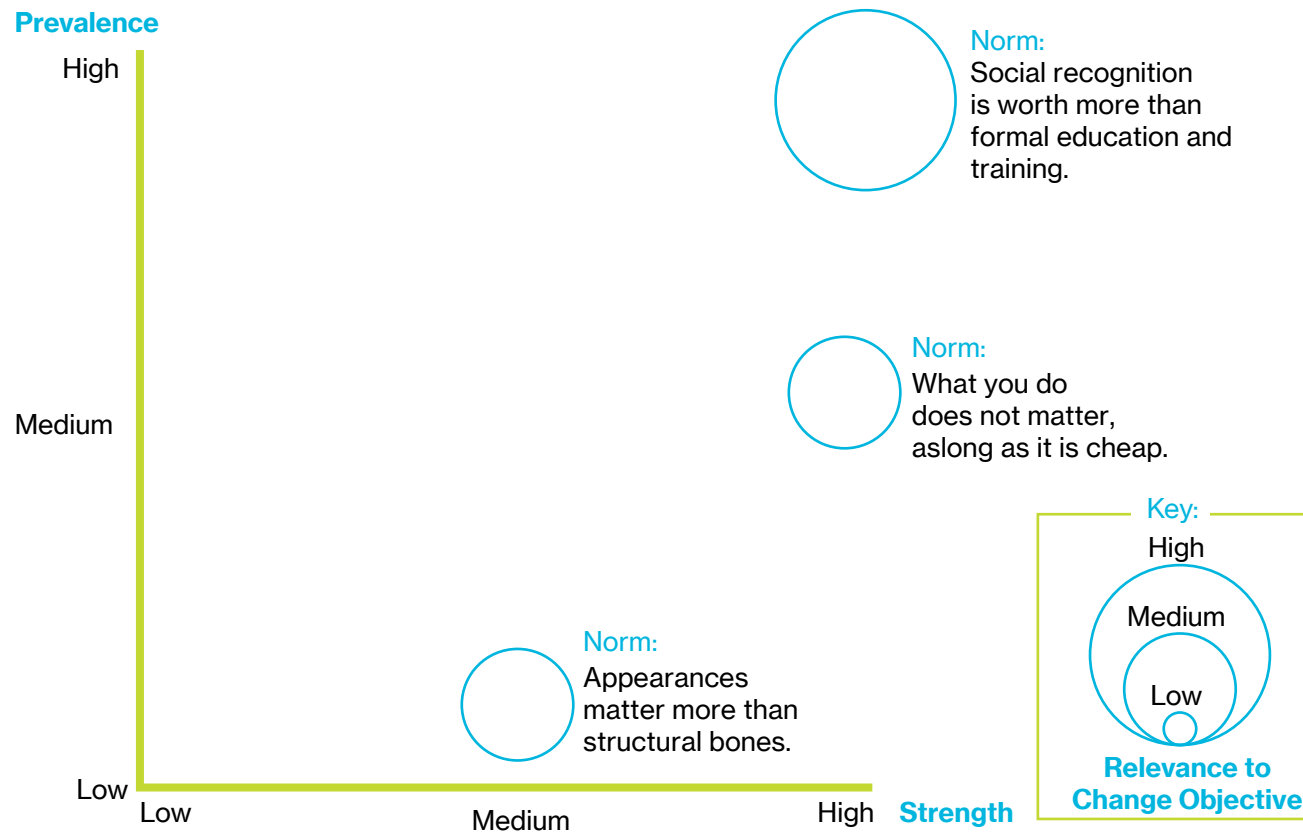 Prevalence
High
Norm:
Social recognition
is worth more than
formal education and
training.
Norm:
What you do
does not matter,
aslong as it is cheap.
Medium
Key:
High
Medium
Low
Relevance to
Change Objective
Norm:
Appearances
matter more than
structural bones.
Low
Low
Medium
High
Strength